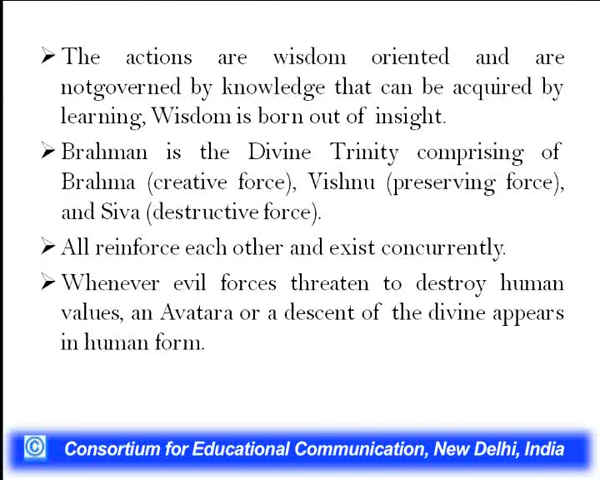 ➢ The actions are wisdom oriented and are
notgoverned by knowledge that can be acquired by
learning, Wisdom is born out of insight.
➢ Brahman is the Divine Trinity comprising of
Brahma (creative force), Vishnu (preserving force),
and Siva (destructive force).
➢ All reinforce each other and exist concurrently.
➢ Whenever evil forces threaten to destroy human
values, an Avatara or a descent of the divine appears
in human form.
© Consortium for Educational Communication, New Delhi, India